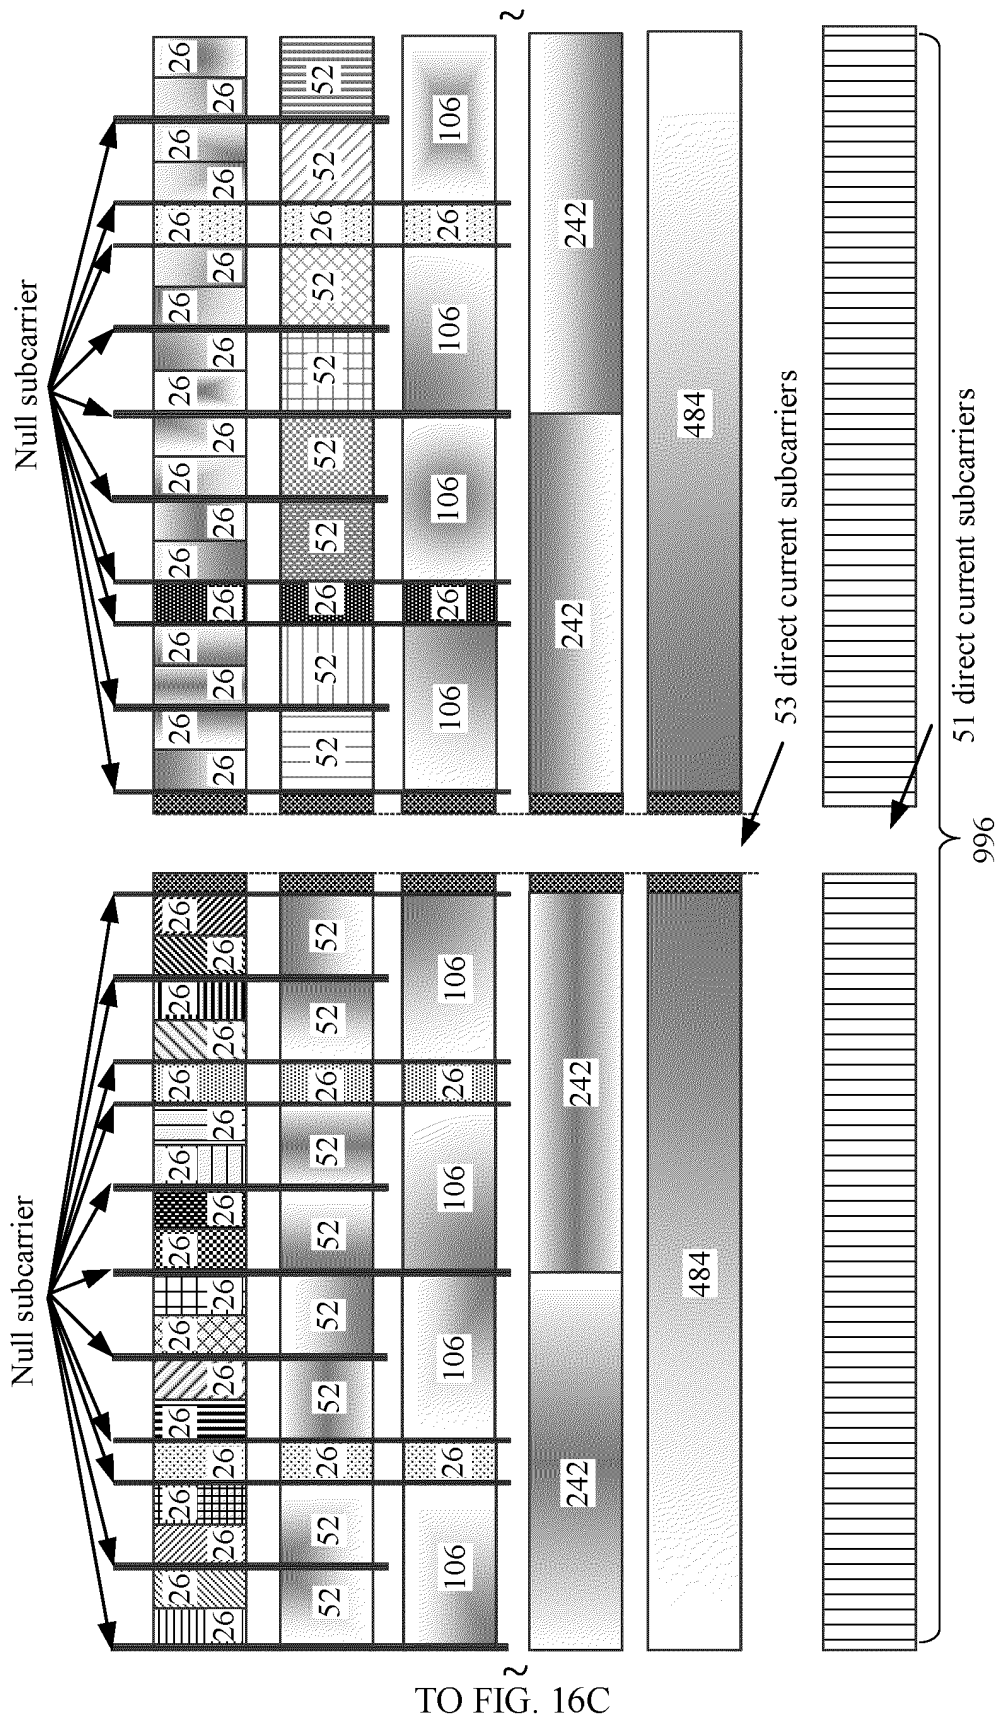 Null subcarrier Null subcarrier
26 26 26 26 26 26 26 26 26 26 26 26 26 26 26 26 26 26 26 26 26 26 26 26 26 26 26 26 26 26 26 26 26 26 26 26
52 52 26 52 52 52 52 26 52 52 52 52 26 52 52 52 52 26 52 52
106 26 106 106 26 106 106 26 106 106 26 106
242 242 242 242
484 484
53 direct current subcarriers
51 direct current subcarriers
996
TO FIG. 16C